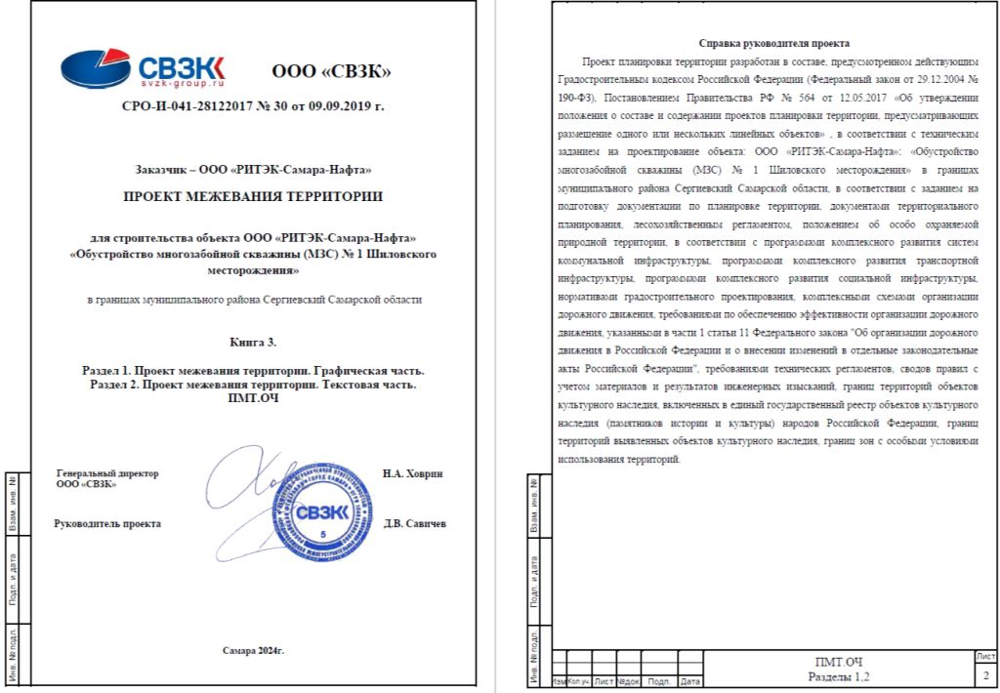 СВЗК
svzk-group.ru
ООО «СВЗК»
СРО-И-041-28122017 № 30 от 09.09.2019 г.
Заказчик – ООО «РИТЭК-Самара-Нафта»
ПРОЕКТ МЕЖЕВАНИЯ ТЕРРИТОРИИ
для строительства объекта ООО «РИТЭК-Самара-Нафта»
«Обустройство многозабойной скважины (МЗС) № 1 Шиловского
месторождения»
в границах муниципального района Сергиевский Самарской области
Книга 3.
Раздел 1. Проект межевания территории. Графическая часть.
Раздел 2. Проект межевания территории. Текстовая часть.
ПМТ.ОЧ
Генеральный директор
ООО «СВЗК»
Н.А. Ховрин
Руководитель проекта
Д.В. Савичев
СВЗК
5
Самара 2024г.
Взам. инв. №
Подп. и дата
Инв. № подл.
Справка руководителя проекта
Проект планировки территории разработан в составе, предусмотренном действующим
Градостроительным кодексом Российской Федерации (Федеральный закон от 29.12.2004 №
190-ФЗ), Постановлением Правительства РФ № 564 от 12.05.2017 «Об утверждении
положения о составе и содержании проектов планировки территории, предусматривающих
размещение одного или нескольких линейных объектов» , в соответствии с техническим
заданием на проектирование объекта: ООО «РИТЭК-Самара-Нафта»: «Обустройство
многозабойной скважины (МЗС) № 1 Шиловского месторождения» в границах
муниципального района Сергиевский Самарской области, в соответствии с заданием на
подготовку документации по планировке территории, документами территориального
планирования, лесохозяйственным регламентом, положением об особо охраняемой
природной территории, в соответствии с программами комплексного развития систем
коммунальной инфраструктуры, программами комплексного развития транспортной
инфраструктуры, программами комплексного развития социальной инфраструктуры,
нормативами градостроительного проектирования, комплексными схемами организации
дорожного движения, требованиями по обеспечению эффективности организации дорожного
движения, указанными в части 1 статьи 11 Федерального закона "Об организации дорожного
движения в Российской Федерации и о внесении изменений в отдельные законодательные
акты Российской Федерации", требованиями технических регламентов, сводов правил с
учетом материалов и результатов инженерных изысканий, границ территорий объектов
культурного наследия, включенных в единый государственный реестр объектов культурного
наследия (памятников истории и культуры) народов Российской Федерации, границ
территорий выявленных объектов культурного наследия, границ зон с особыми условиями
использования территорий.
Взам. инв. №
Подп. и дата
Инв. № подл.
Изм Кол.уч. Лист №док Подп. Дата
ПМТ.ОЧ
Разделы 1,2
Лист
2